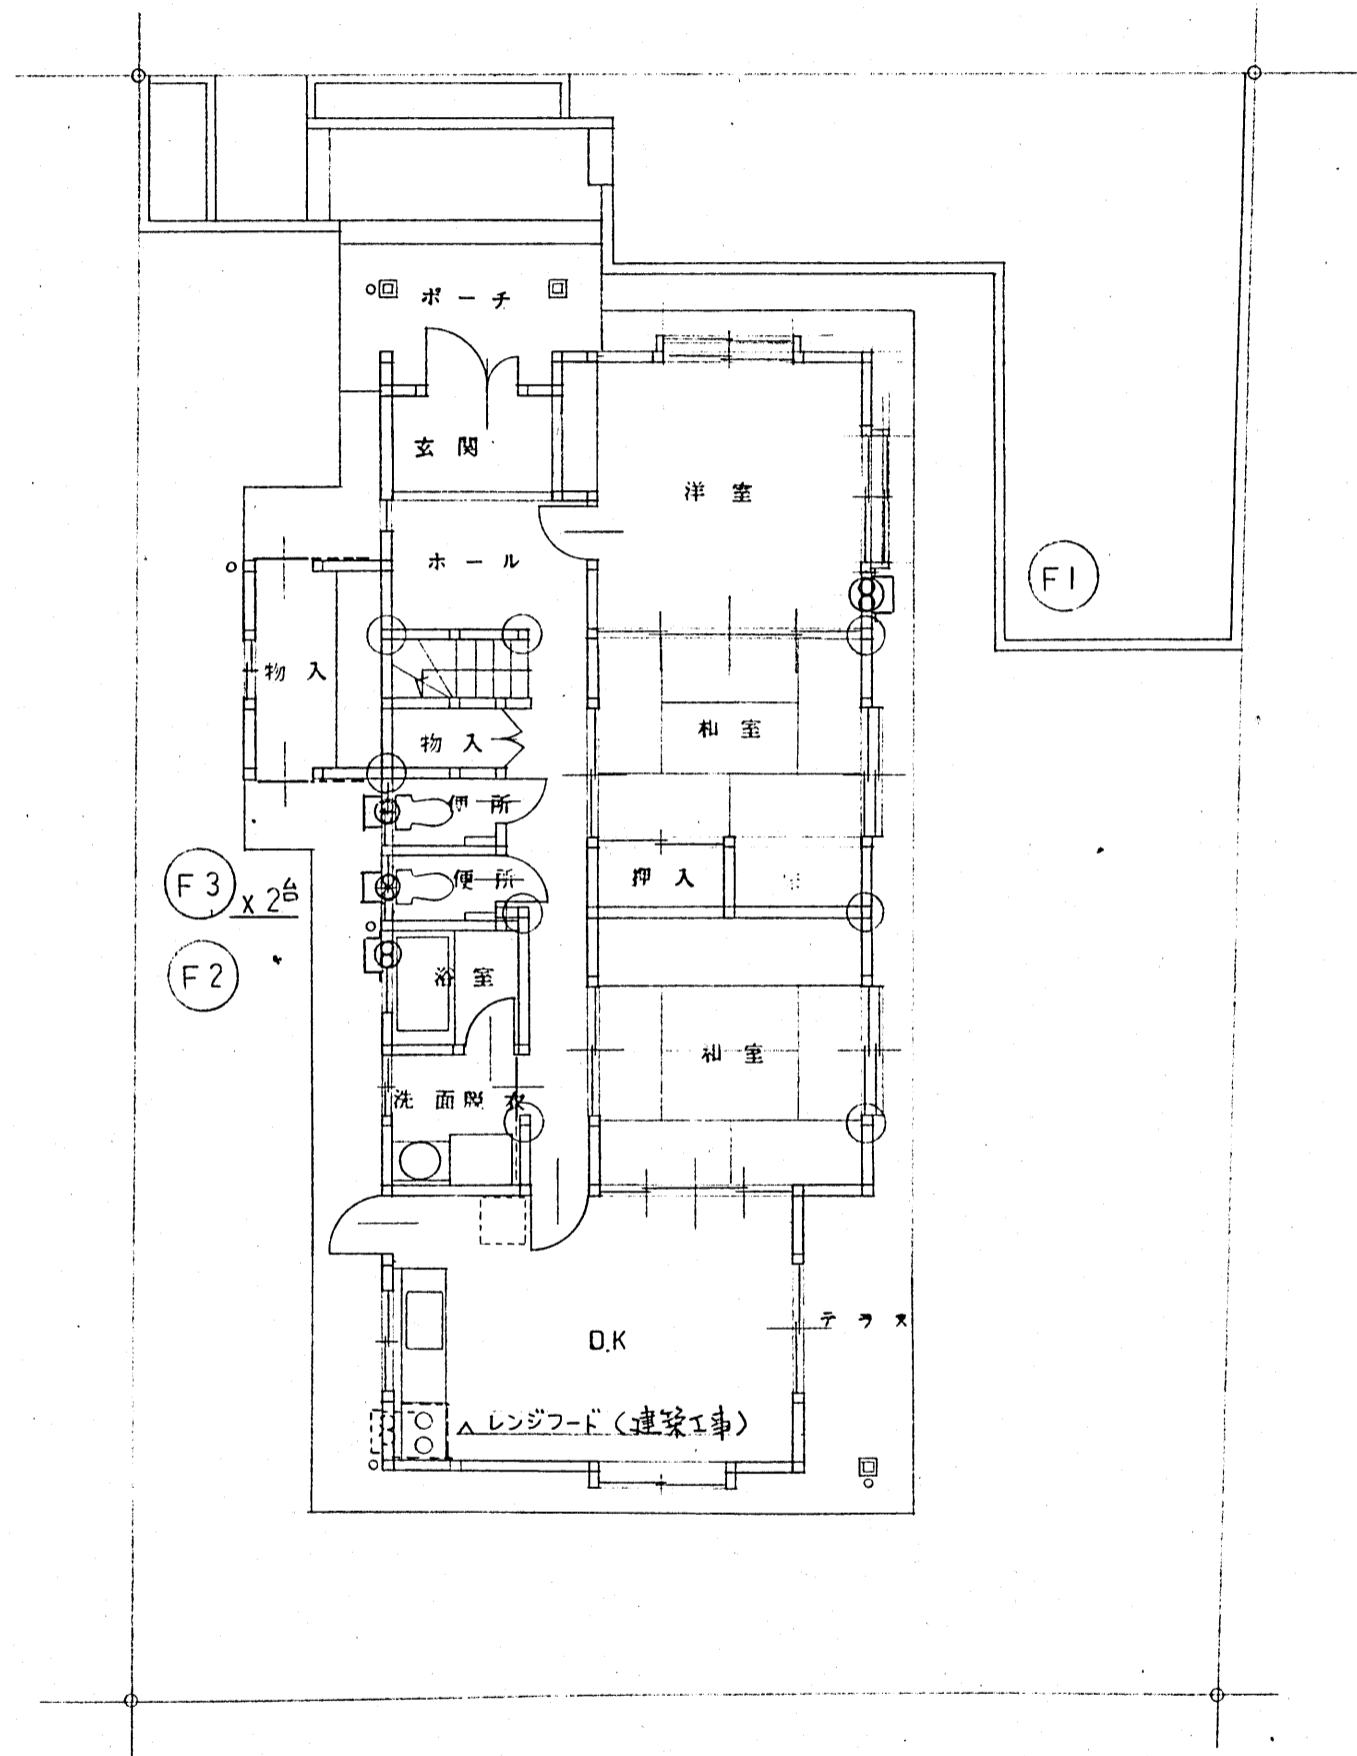 ポーチ
玄関
洋室
ホール
F1
物入
和室
物入
便所
押入
便所
F3
x2台
F2
浴室
和室
洗面脱衣
テラス
D.K
レンジフード(建築工事)